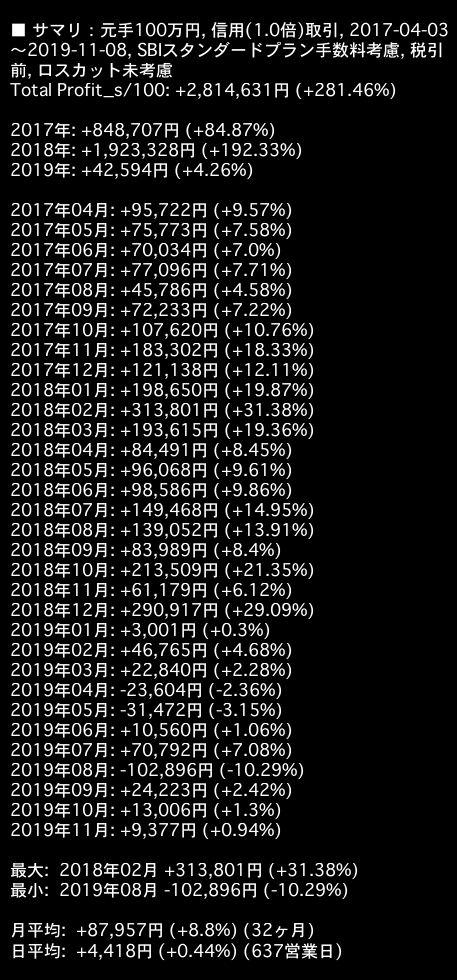 ■ サマリ：元手100万円, 信用(1.0倍)取引, 2017-04-03
～2019-11-08, SBIスタンダードプラン手数料考慮, 税引
前, ロスカット未考慮
Total Profit_s/100: +2,814,631円 (+281.46%)
2017年: +848,707円 (+84.87%)
2018年: +1,923,328円 (+192.33%)
2019年: +42,594円 (+4.26%)
2017年04月: +95,722円 (+9.57%)
2017年05月: +75,773円 (+7.58%)
2017年06月: +70,034円 (+7.0%)
2017年07月: +77,096円 (+7.71%)
2017年08月: +45,786円 (+4.58%)
2017年09月: +72,233円 (+7.22%)
2017年10月: +107,620円 (+10.76%)
2017年11月: +183,302円 (+18.33%)
2017年12月: +121,138円 (+12.11%)
2018年01月: +198,650円 (+19.87%)
2018年02月: +313,801円 (+31.38%)
2018年03月: +193,615円 (+19.36%)
2018年04月: +84,491円 (+8.45%)
2018年05月: +96,068円 (+9.61%)
2018年06月: +98,586円 (+9.86%)
2018年07月: +149,468円 (+14.95%)
2018年08月: +139,052円 (+13.91%)
2018年09月: +83,989円 (+8.4%)
2018年10月: +213,509円 (+21.35%)
2018年11月: +61,179円 (+6.12%)
2018年12月: +290,917円 (+29.09%)
2019年01月: +3,001円 (+0.3%)
2019年02月: +46,765円 (+4.68%)
2019年03月: +22,840円 (+2.28%)
2019年04月: -23,604円 (-2.36%)
2019年05月: -31,472円 (-3.15%)
2019年06月: +10,560円 (+1.06%)
2019年07月: +70,792円 (+7.08%)
2019年08月: -102,896円 (-10.29%)
2019年09月: +24,223円 (+2.42%)
2019年10月: +13,006円 (+1.3%)
2019年11月: +9,377円 (+0.94%)
最大:  2018年02月 +313,801円 (+31.38%)
最小:  2019年08月 -102,896円 (-10.29%)
月平均:  +87,957円 (+8.8%) (32ヶ月)
日平均:  +4,418円 (+0.44%) (637営業日)